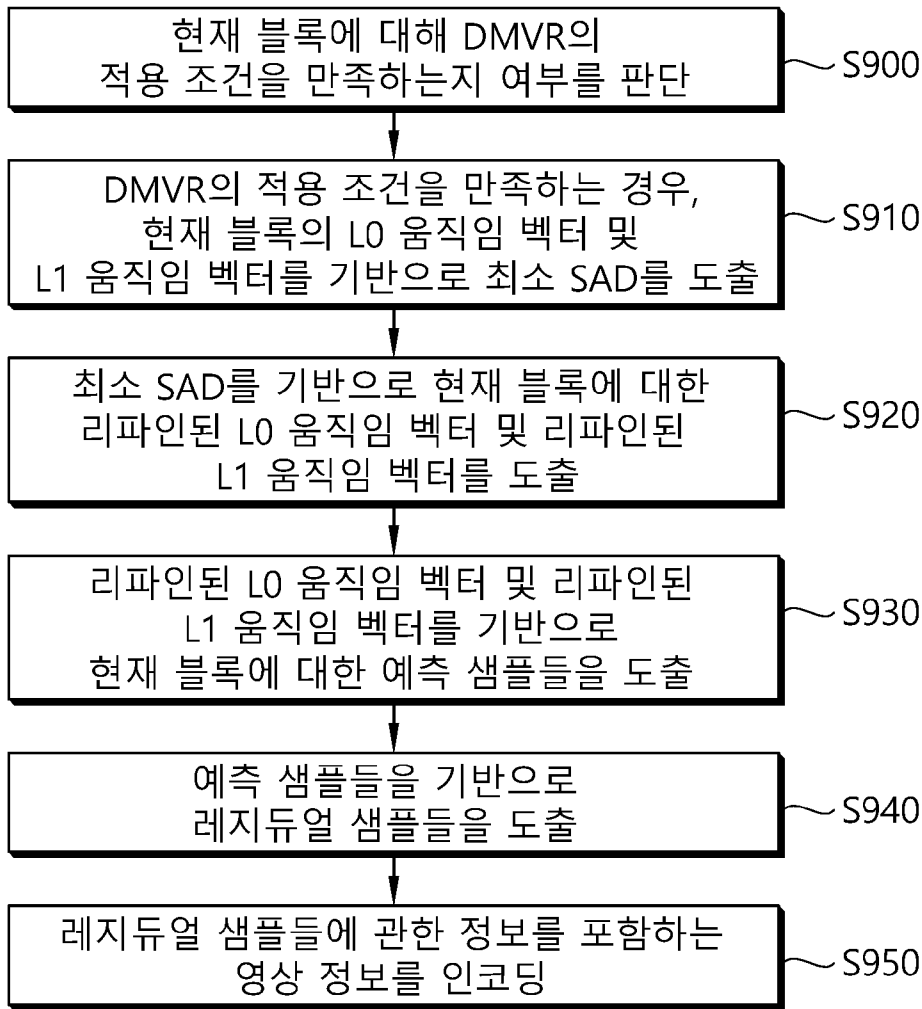 현재 블록에 대해 DMVR의
적용 조건을 만족하는지 여부를 판단
S900
DMVR의 적용 조건을 만족하는 경우,
현재 블록의 L0 움직임 벡터 및
L1 움직임 벡터를 기반으로 최소 SAD를 도출
S910
최소 SAD를 기반으로 현재 블록에 대한
리파인된 L0 움직임 벡터 및 리파인된
L1 움직임 벡터를 도출
S920
리파인된 L0 움직임 벡터 및 리파인된
L1 움직임 벡터를 기반으로
현재 블록에 대한 예측 샘플들을 도출
S930
예측 샘플들을 기반으로
레지듀얼 샘플들을 도출
S940
레지듀얼 샘플들에 관한 정보를 포함하는
영상 정보를 인코딩
S950